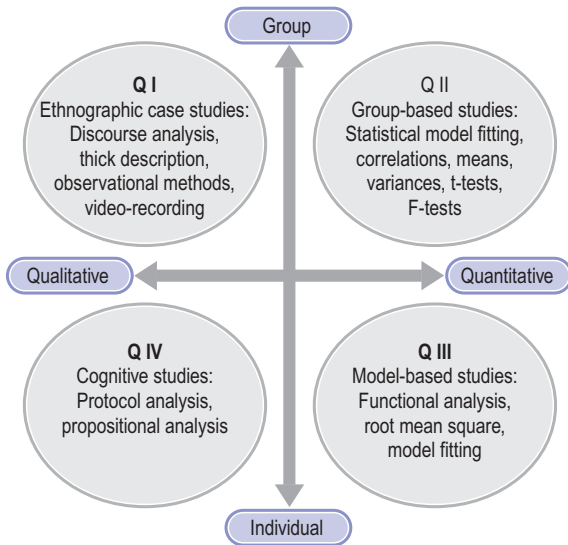 Group
Q I
Ethnographic case studies:
Discourse analysis,
thick description,
observational methods,
video-recording
Q II
Group-based studies:
Statistical model fitting,
correlations, means,
variances, t-tests,
F-tests
Qualitative
Quantitative
Q IV
Cognitive studies:
Protocol analysis,
propositional analysis
Q III
Model-based studies:
Functional analysis,
root mean square,
model fitting
Individual